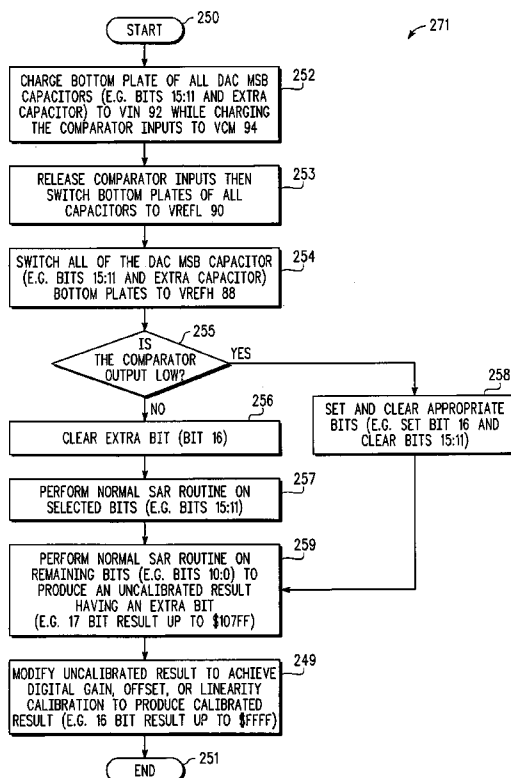 250
START
271
252
CHARGE BOTTOM PLATE OF ALL DAC MSB
CAPACITORS (E.G. BITS 15:11 AND EXTRA
CAPACITOR) TO VIN 92 WHILE CHARGING
THE COMPARATOR INPUTS TO VCM 94
253
RELEASE COMPARATOR INPUTS THEN
SWITCH BOTTOM PLATES OF ALL
CAPACITORS TO VREFL 90
254
SWITCH ALL OF THE DAC MSB CAPACITOR
(E.G. BITS 15:11 AND EXTRA CAPACITOR)
BOTTOM PLATES TO VREFH 88
255
IS
THE COMPARATOR
OUTPUT LOW?
YES
NO
258
SET AND CLEAR APPROPRIATE
BITS (E.G. SET BIT 16 AND
CLEAR BITS 15:11)
256
CLEAR EXTRA BIT (BIT 16)
257
PERFORM NORMAL SAR ROUTINE ON
SELECTED BITS (E.G. BITS 15:11)
259
PERFORM NORMAL SAR ROUTINE ON
REMAINING BITS (E.G. BITS 10:0) TO
PRODUCE AN UNCALIBRATED RESULT
HAVING AN EXTRA BIT
(E.G. 17 BIT RESULT UP TO $107FF)
249
MODIFY UNCALIBRATED RESULT TO ACHIEVE
DIGITAL GAIN, OFFSET, OR LINEARITY
CALIBRATION TO PRODUCE CALIBRATED
RESULT (E.G. 16 BIT RESULT UP TO $FFFF)
END
251